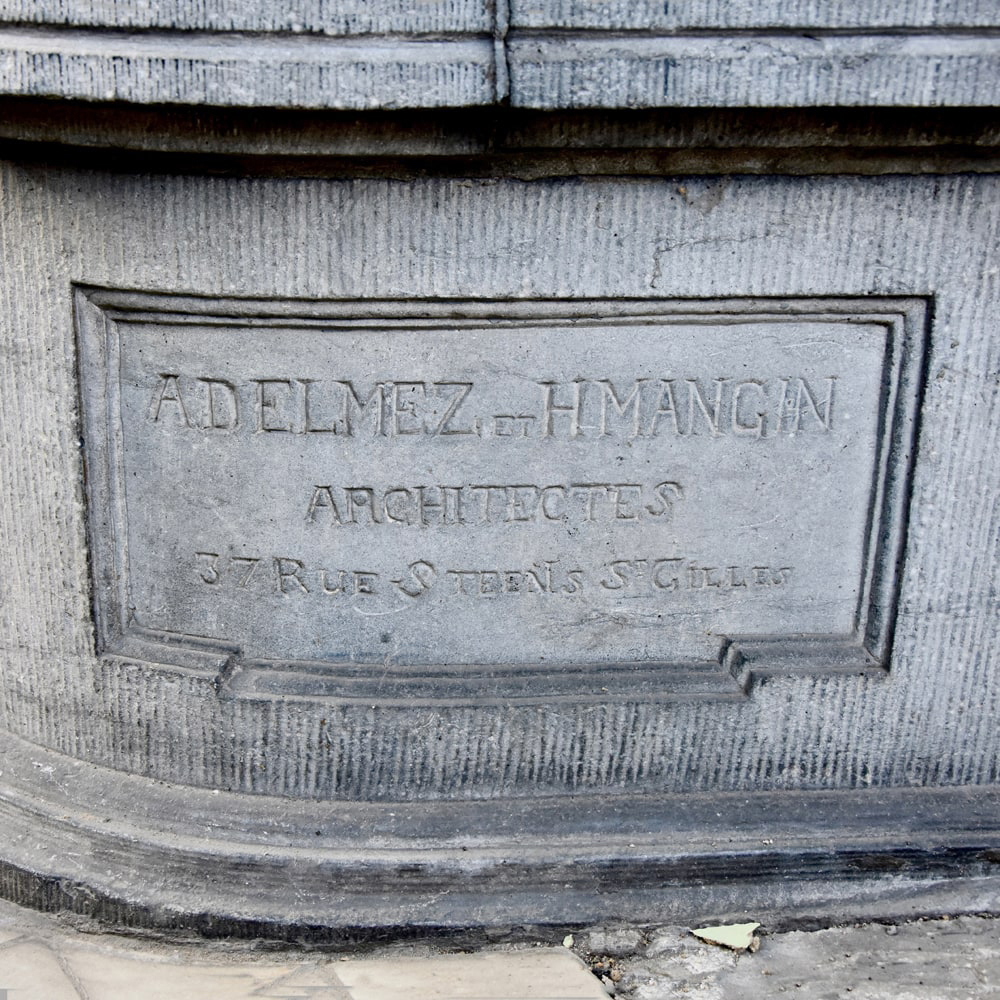 A DELMEZ ET H MANGIN
ARCHITECTES
37 RUE STEENS ST GILLES